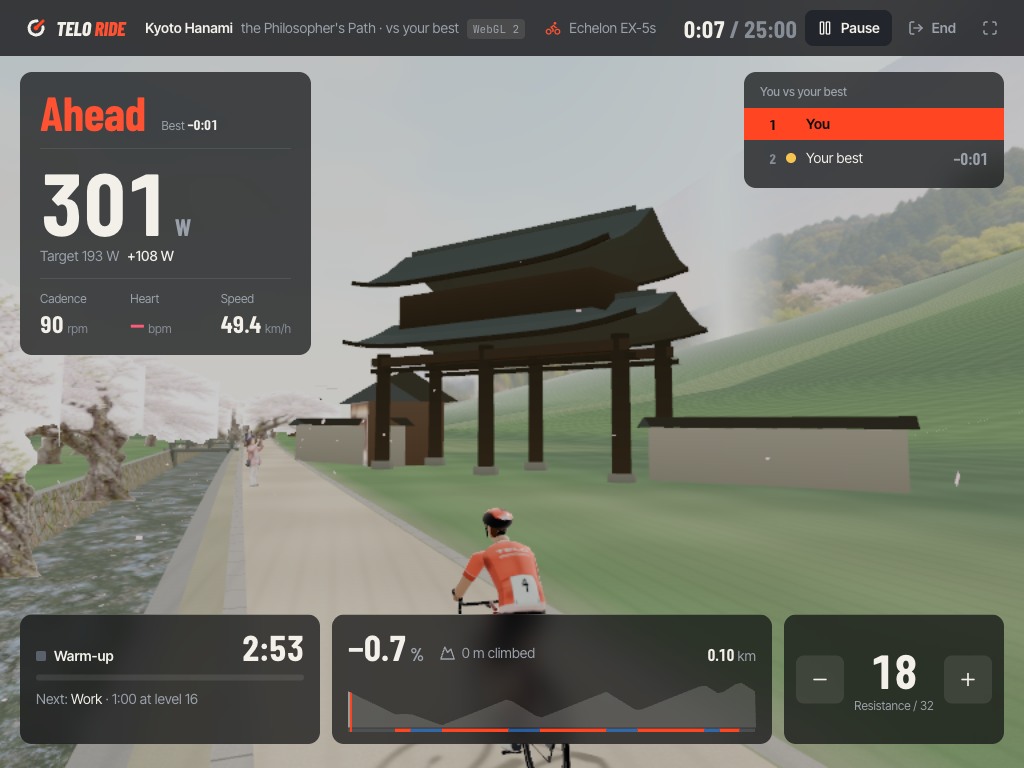 TELO RIDE
Kyoto Hanami the Philosopher's Path · vs your best WebGL 2
Echelon EX-5s
0:07 / 25:00
Pause
End
Ahead Best −0:01
301 W
Target 193 W +108 W
Cadence Heart Speed
90 rpm – bpm 49.4 km/h
You vs your best
1 You
2 Your best −0:01
4
Warm-up 2:53
Next: Work · 1:00 at level 16
−0.7 % 0 m climbed 0.10 km
− 18 +
Resistance / 32